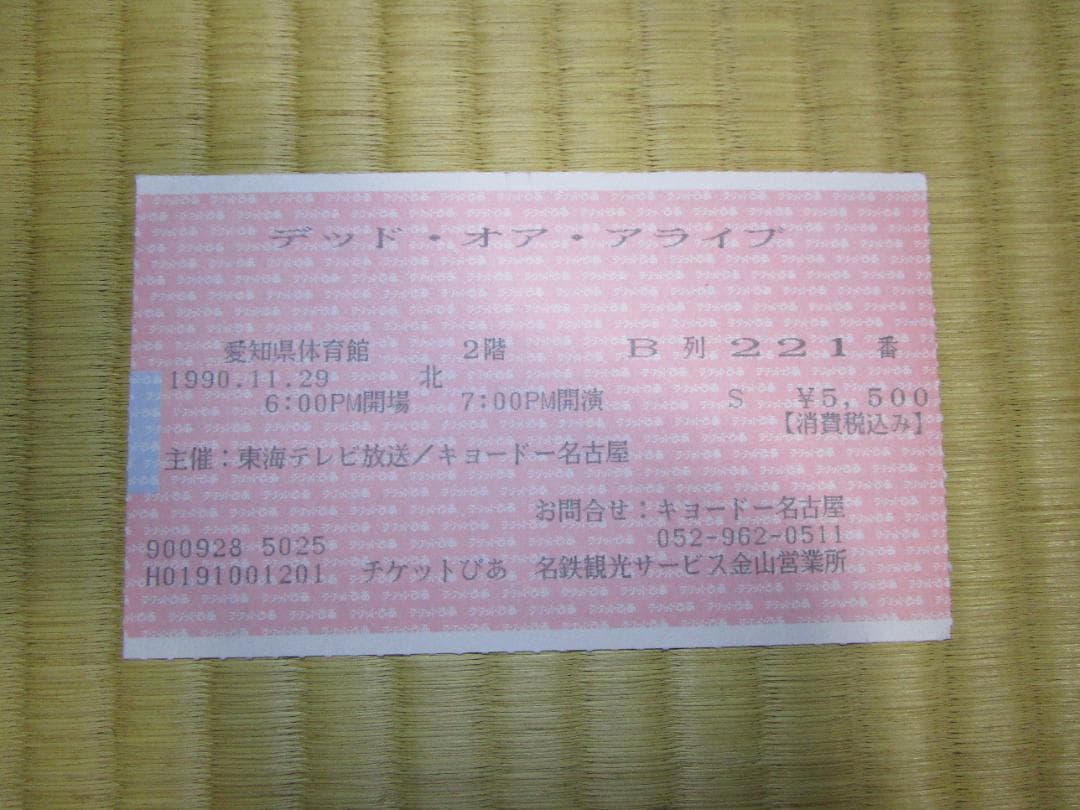 デッド・オア・アライブ
愛知県体育館 2階 B列221番
1990.11.29 北
6:00PM開場 7:00PM開演 S ¥5,500
【消費税込み】
主催:東海テレビ放送/キョードー名古屋
お問合せ:キョードー名古屋
052-962-0511
900928 5025
H0191001201 チケットぴあ 名鉄観光サービス金山営業所